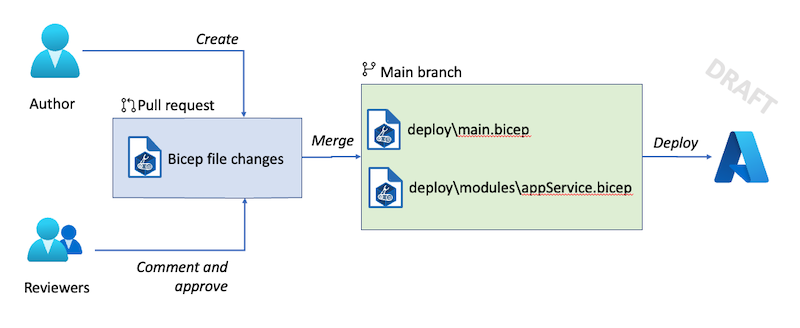 Create
Author
Pull request
Bicep file changes
Merge
Main branch
deploy\main.bicep
deploy\modules\appService.bicep
Deploy
DRAFT
Reviewers
Comment and
approve